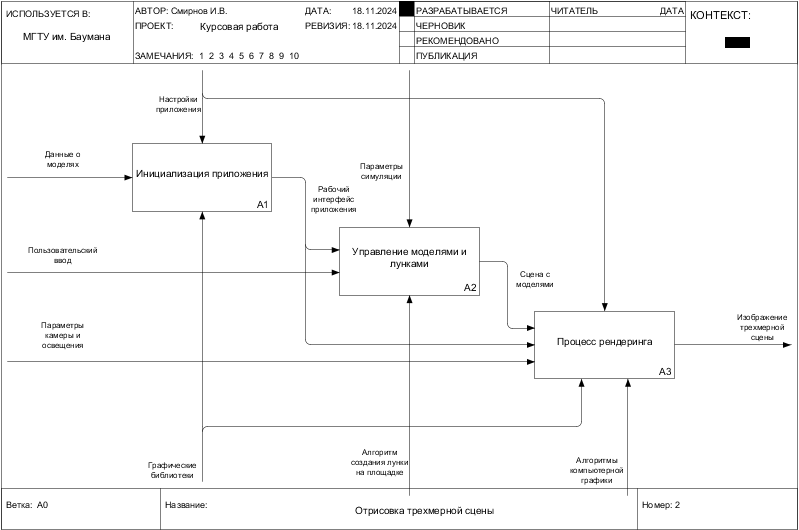 ИСПОЛЬЗУЕТСЯ В:
МГТУ им. Баумана
АВТОР: Смирнов И.В.
ДАТА: 18.11.2024
ПРОЕКТ: Курсовая работа
РЕВИЗИЯ: 18.11.2024
ЗАМЕЧАНИЯ: 1 2 3 4 5 6 7 8 9 10
РАЗРАБАТЫВАЕТСЯ
ЧЕРНОВИК
РЕКОМЕНДОВАНО
ПУБЛИКАЦИЯ
ЧИТАТЕЛЬ
ДАТА
КОНТЕКСТ:
Настройки
приложения
Данные о
моделях
Инициализация приложения
A1
Параметры
симуляции
Рабочий
интерфейс
приложения
Пользовательский
ввод
Управление моделями и
лунками
A2
Сцена с
моделями
Параметры
камеры и
освещения
Процесс рендеринга
A3
Изображение
трехмерной
сцены
Графические
библиотеки
Алгоритм
создания лунки
на площадке
Алгоритмы
компьютерной
графики
Ветка: A0
Название:
Отрисовка трехмерной сцены
Номер: 2